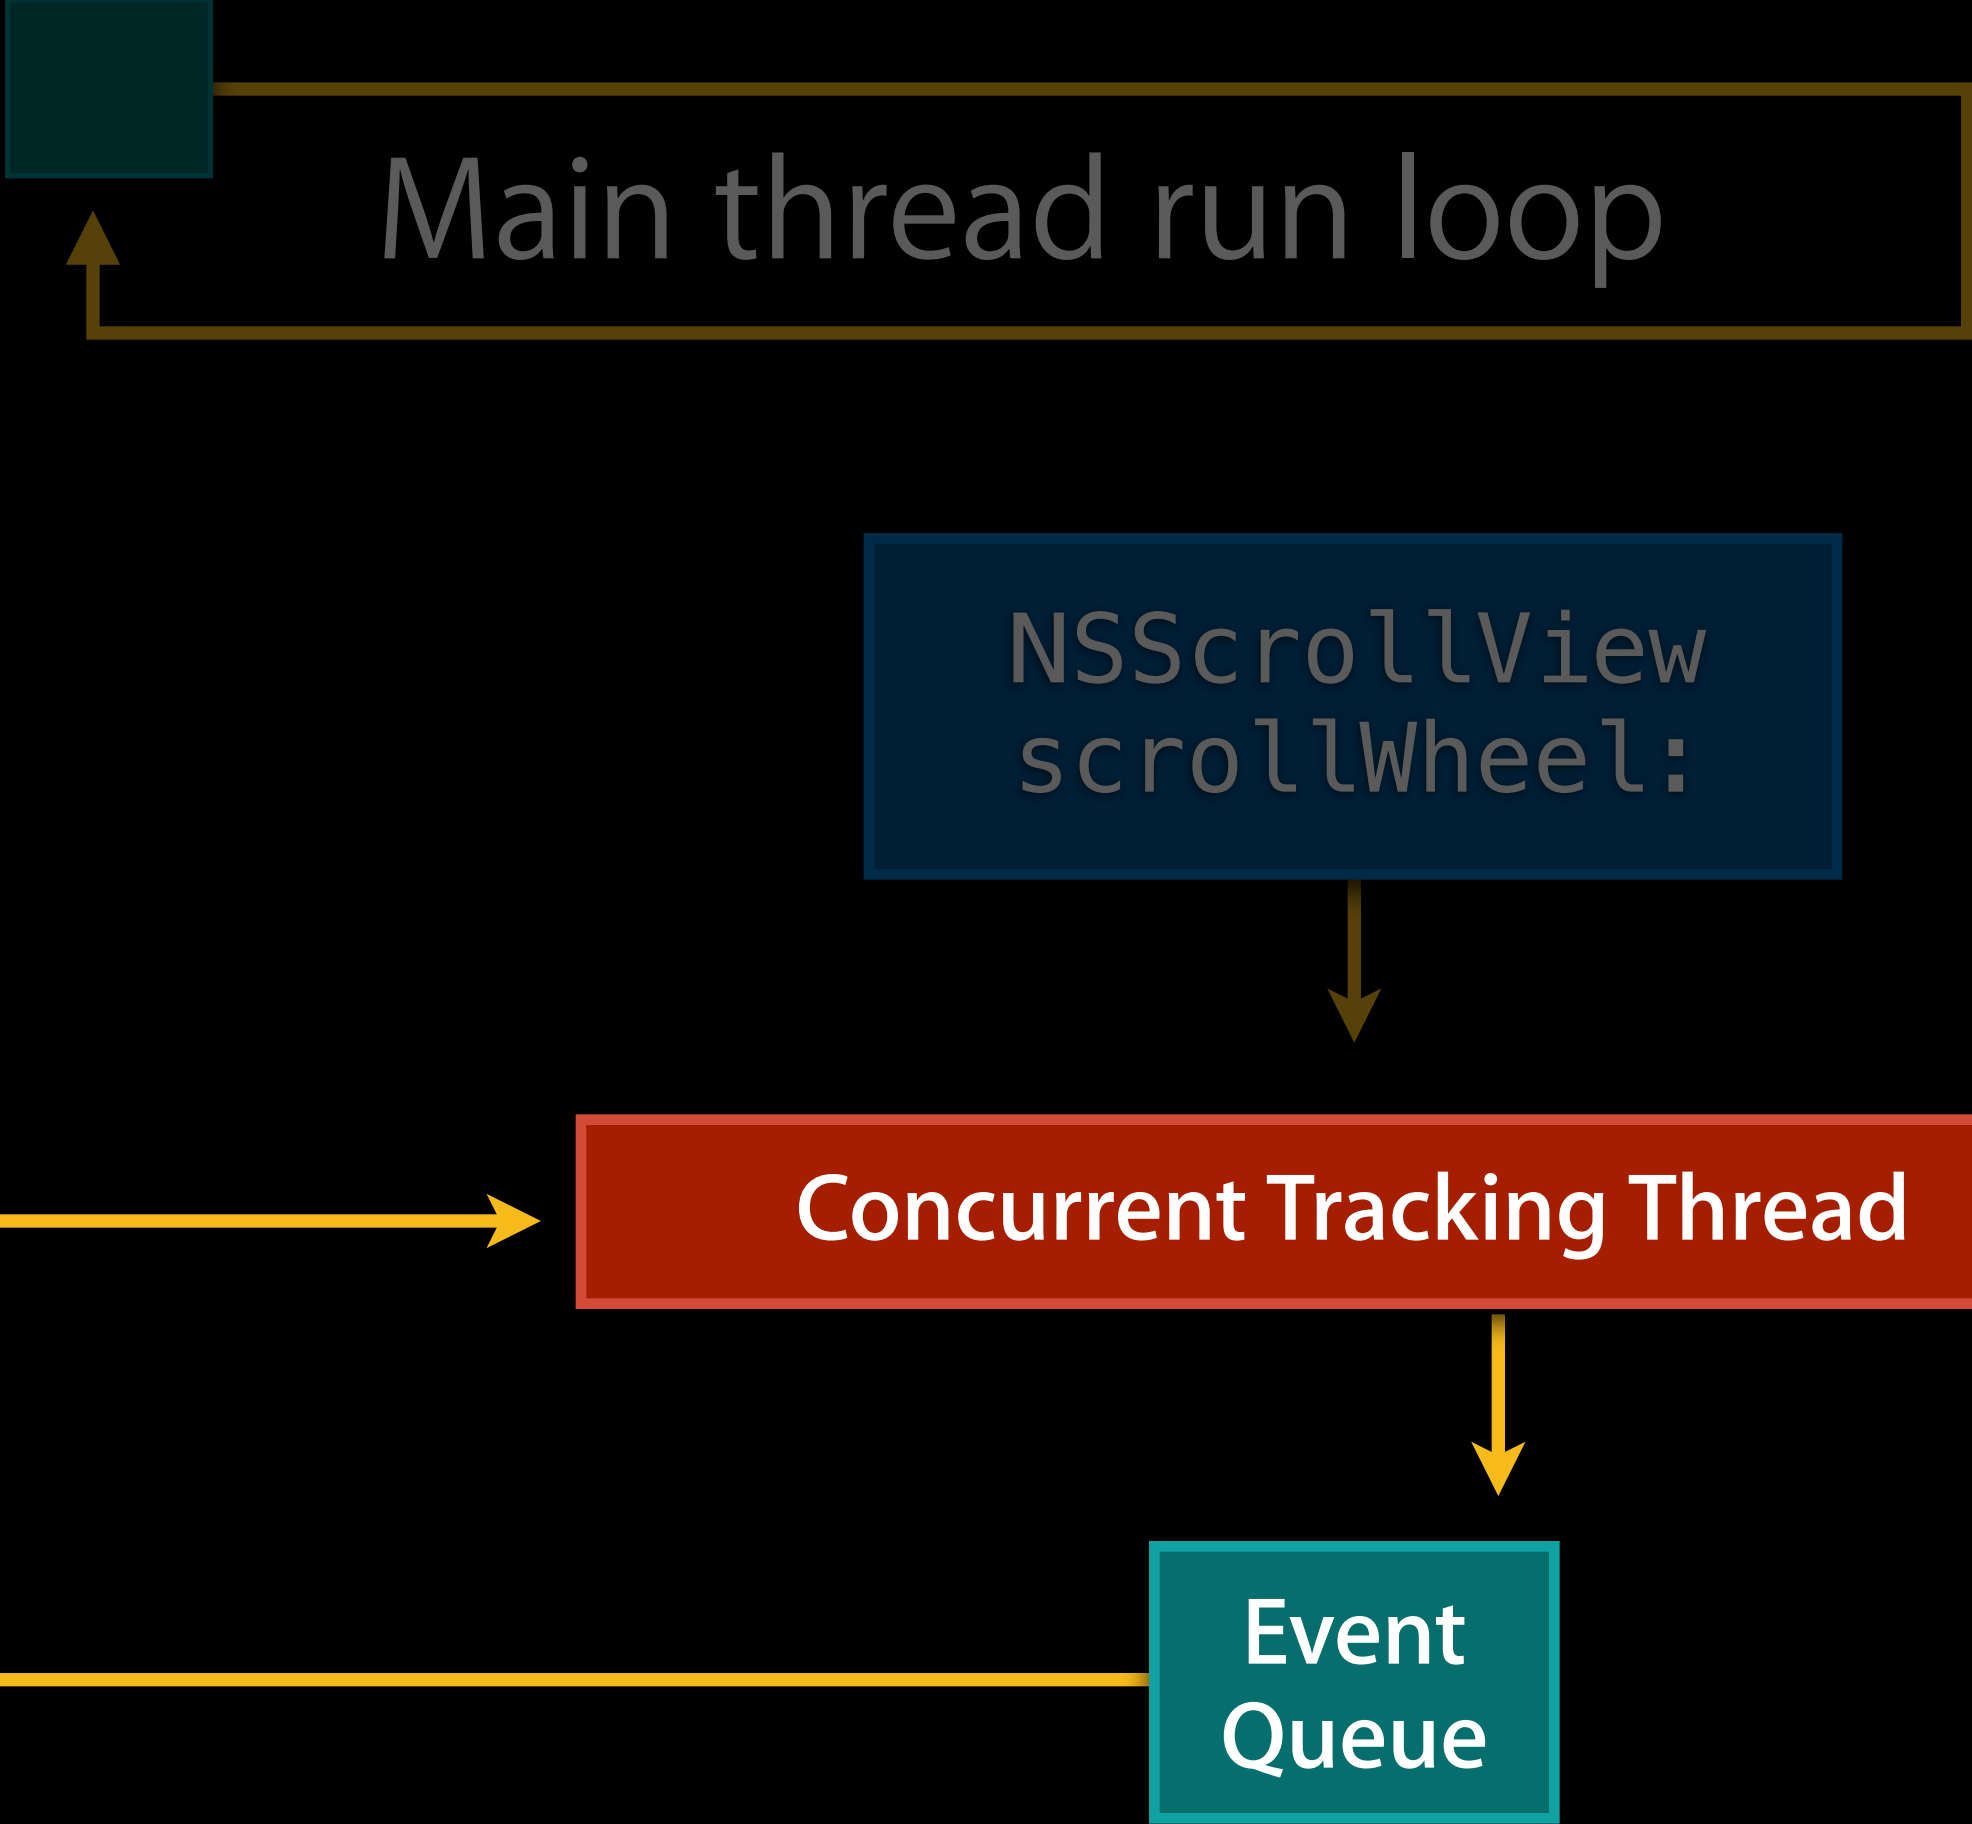 Main thread run loop
NSScrollView
scrollWheel:
Concurrent Tracking Thread
Event
Queue